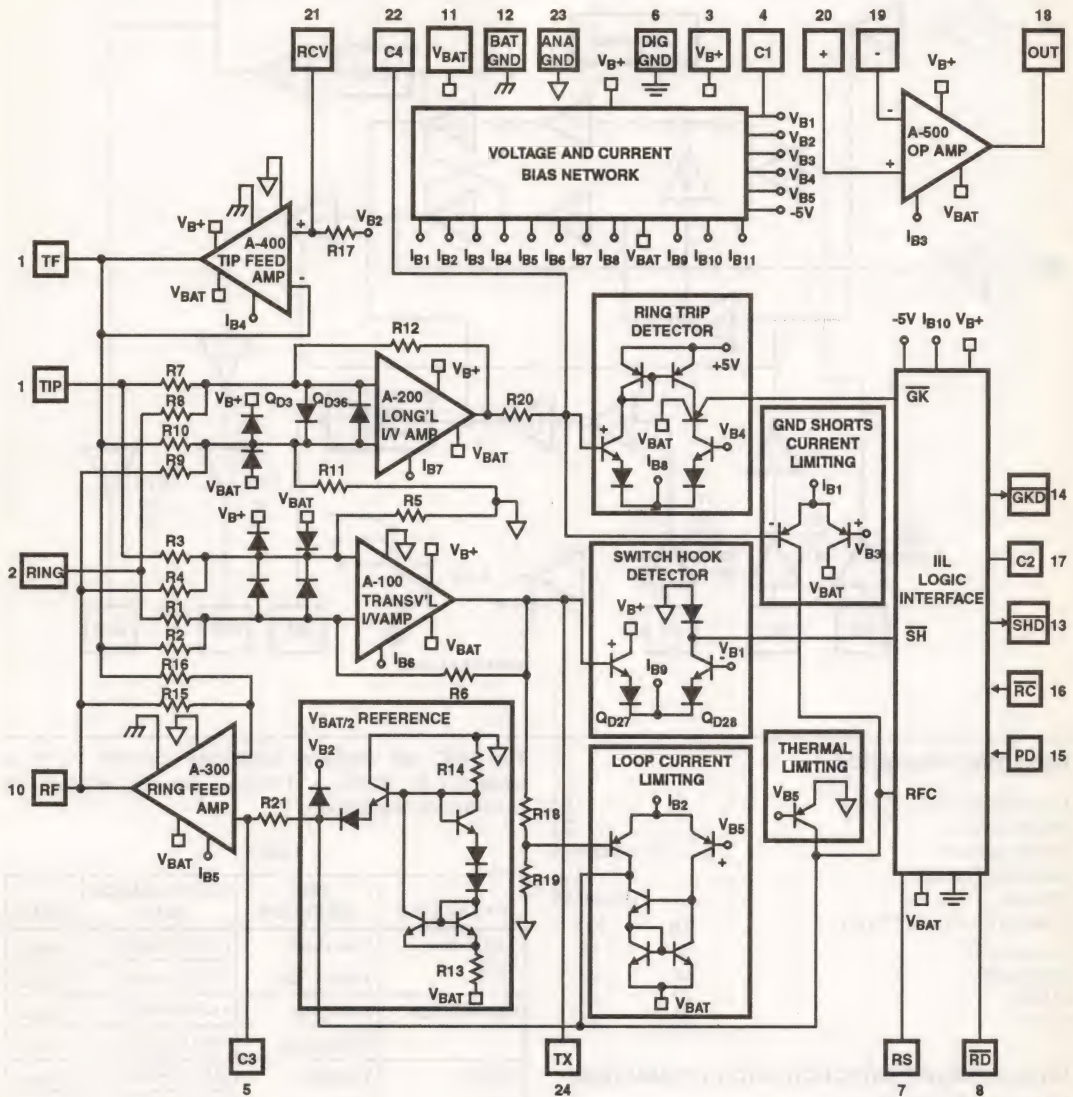 21 22 11 12 23 6 3 4 20 19 18
RCV C4 VBAT BAT GND ANA GND DIG GND VB+ C1 + - OUT
VB+
VB+
VOLTAGE AND CURRENT
BIAS NETWORK
VB1
VB2
VB3
VB4
VB5
-5V
IB1 IB2 IB3 IB4 IB5 IB6 IB7 IB8 VBAT IB9 IB10 IB11
-
A-500
OP AMP
+
VBAT
IB3
VB+
A-400
TIP FEED
AMP
+
-
VB2
R17
VBAT
IB4
1 TF
1 TIP
R7
R8
R10
R9
VB+
VBAT
QD3
QD36
R12
A-200
LONG'L
I/V AMP
VB+
VBAT
IB7
R20
R11
R5
RING TRIP
DETECTOR
+5V
+
VBAT
VB4
-
IB8
GND SHORTS
CURRENT
LIMITING
IB1
-
+
VB3
VBAT
-5V IB10 VB+
GK
SH
IIL
LOGIC
INTERFACE
RFC
VBAT
GKD 14
C2 17
SHD 13
RC 16
PD 15
2 RING
R3
R4
R1
R2
R16
R15
VB+
VBAT
A-100
TRANSV'L
I/VAMP
VB+
VBAT
IB6
R6
SWITCH HOOK
DETECTOR
VB+
+
IB9
VB1
-
QD27
QD28
10 RF
A-300
RING FEED
AMP
VBAT
IB5
R21
VBAT/2 REFERENCE
VB2
R14
R13
VBAT
R18
R19
LOOP CURRENT
LIMITING
IB2
VB5
+
VBAT
THERMAL
LIMITING
VB5
C3
5
TX
24
RS
7
RD
8